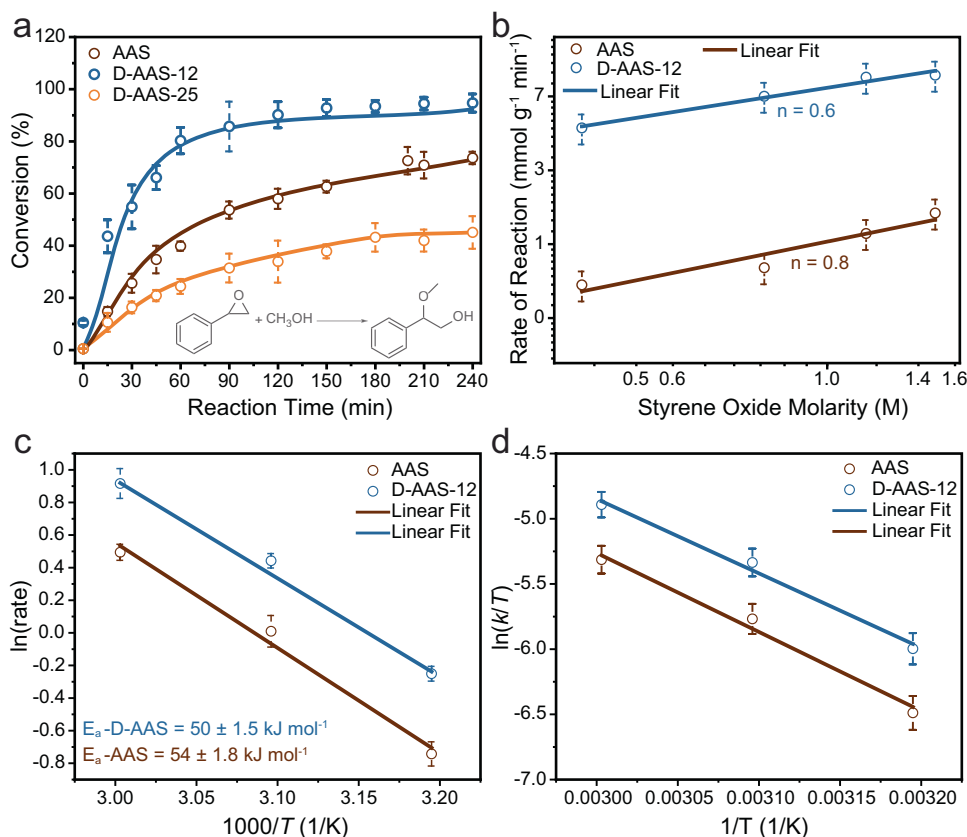 a
AAS
D-AAS-12
D-AAS-25
Conversion (%)
120
100
80
60
40
20
0
O
+ CH₃OH
O
OH
0 30 60 90 120 150 180 210 240
Reaction Time (min)
b
AAS
D-AAS-12
Linear Fit
Linear Fit
Rate of Reaction (mmol g⁻¹ min⁻¹)
7
3
1
0
n = 0.6
n = 0.8
0.5 0.6 1.0 1.4 1.6
Styrene Oxide Molarity (M)
c
AAS
D-AAS-12
Linear Fit
Linear Fit
ln(rate)
1.0
0.8
0.6
0.4
0.2
0.0
-0.2
-0.4
-0.6
-0.8
Eₐ-D-AAS = 50 ± 1.5 kJ mol⁻¹
Eₐ-AAS = 54 ± 1.8 kJ mol⁻¹
3.00 3.05 3.10 3.15 3.20
1000/T (1/K)
d
AAS
D-AAS-12
Linear Fit
Linear Fit
ln(k/T)
-4.5
-5.0
-5.5
-6.0
-6.5
-7.0
0.00300 0.00305 0.00310 0.00315 0.00320
1/T (1/K)